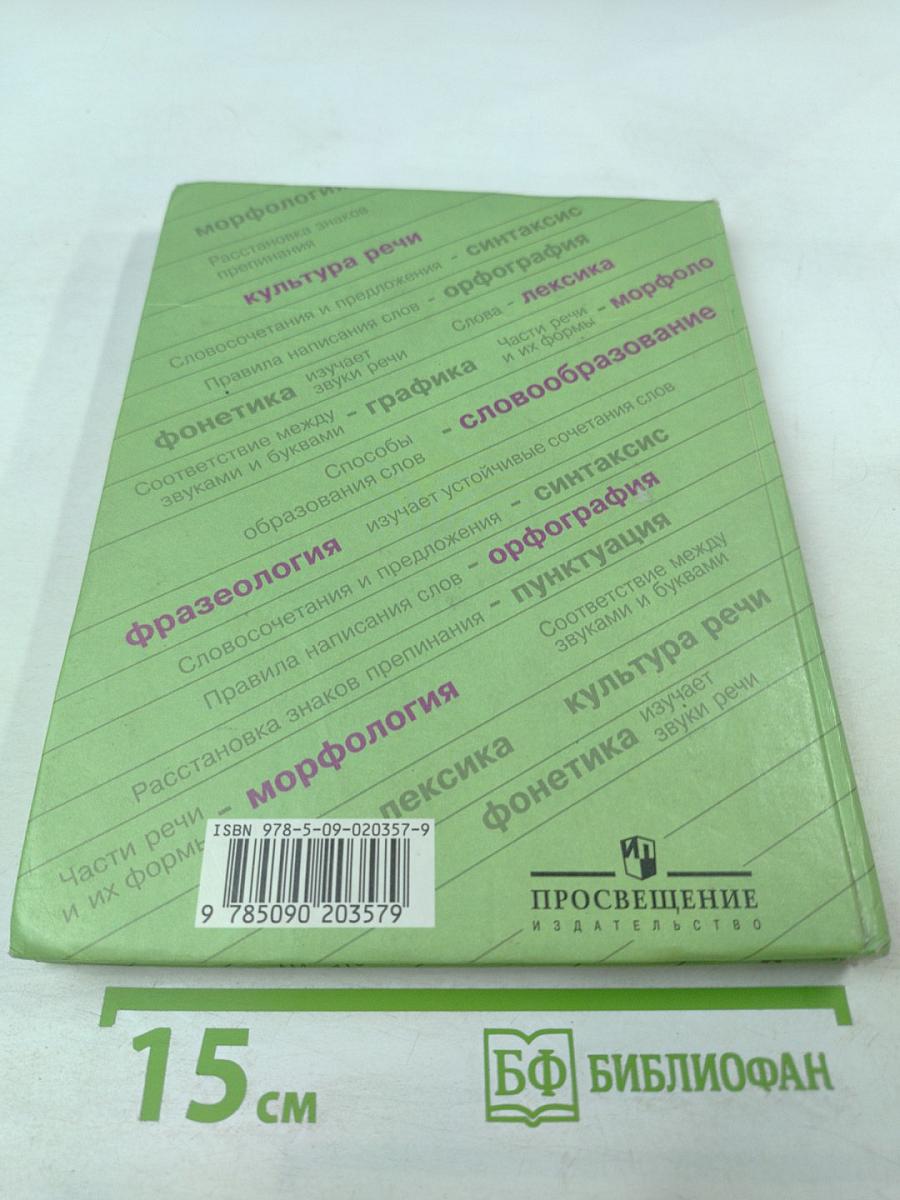 морфология
Расстановка знаков
препинания
культура речи
Словосочетания и предложения - синтаксис
Правила написания слов - орфография
Слова - лексика
фонетика изучает
звуки речи
Части речи
и их формы - морфоло
Соответствие между
звуками и буквами - графика
Способы
образования слов - словообразование
фразеология изучает устойчивые сочетания слов
Словосочетания и предложения - синтаксис
Правила написания слов - орфография
Расстановка знаков препинания - пунктуация
Соответствие между
звуками и буквами
Части речи
и их формы - морфология
культура речи
лексика
фонетика изучает
звуки речи
ISBN 978-5-09-020357-9
9 785090 203579
ИП
ПРОСВЕЩЕНИЕ
ИЗДАТЕЛЬСТВО
15 см
БФ БИБЛИОФАН